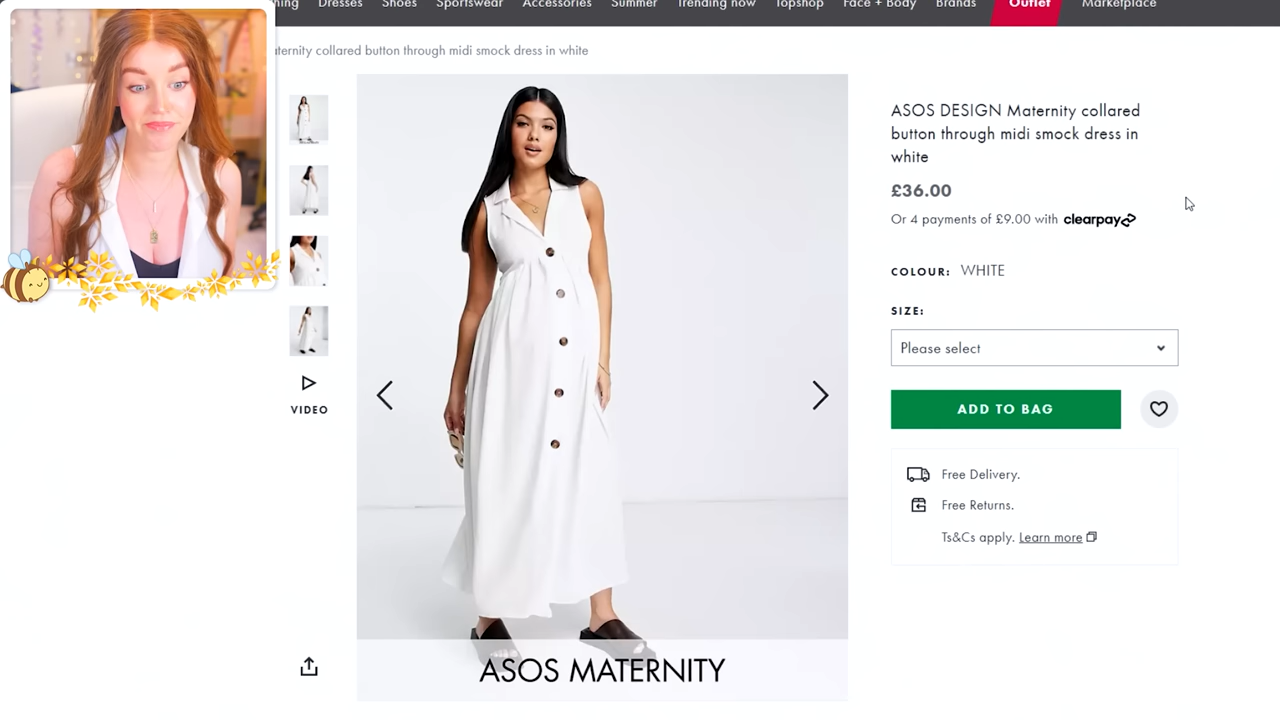 Dresses Shoes Sportswear Accessories Summer Trending now Topshop Face + Body Brands Outlet Marketplace
collared button through midi smock dress in white
ASOS DESIGN Maternity collared
button through midi smock dress in
white
£36.00
Or 4 payments of £9.00 with clearpay
COLOUR: WHITE
SIZE:
Please select
ADD TO BAG
VIDEO
Free Delivery.
Free Returns.
Ts&Cs apply. Learn more
ASOS MATERNITY